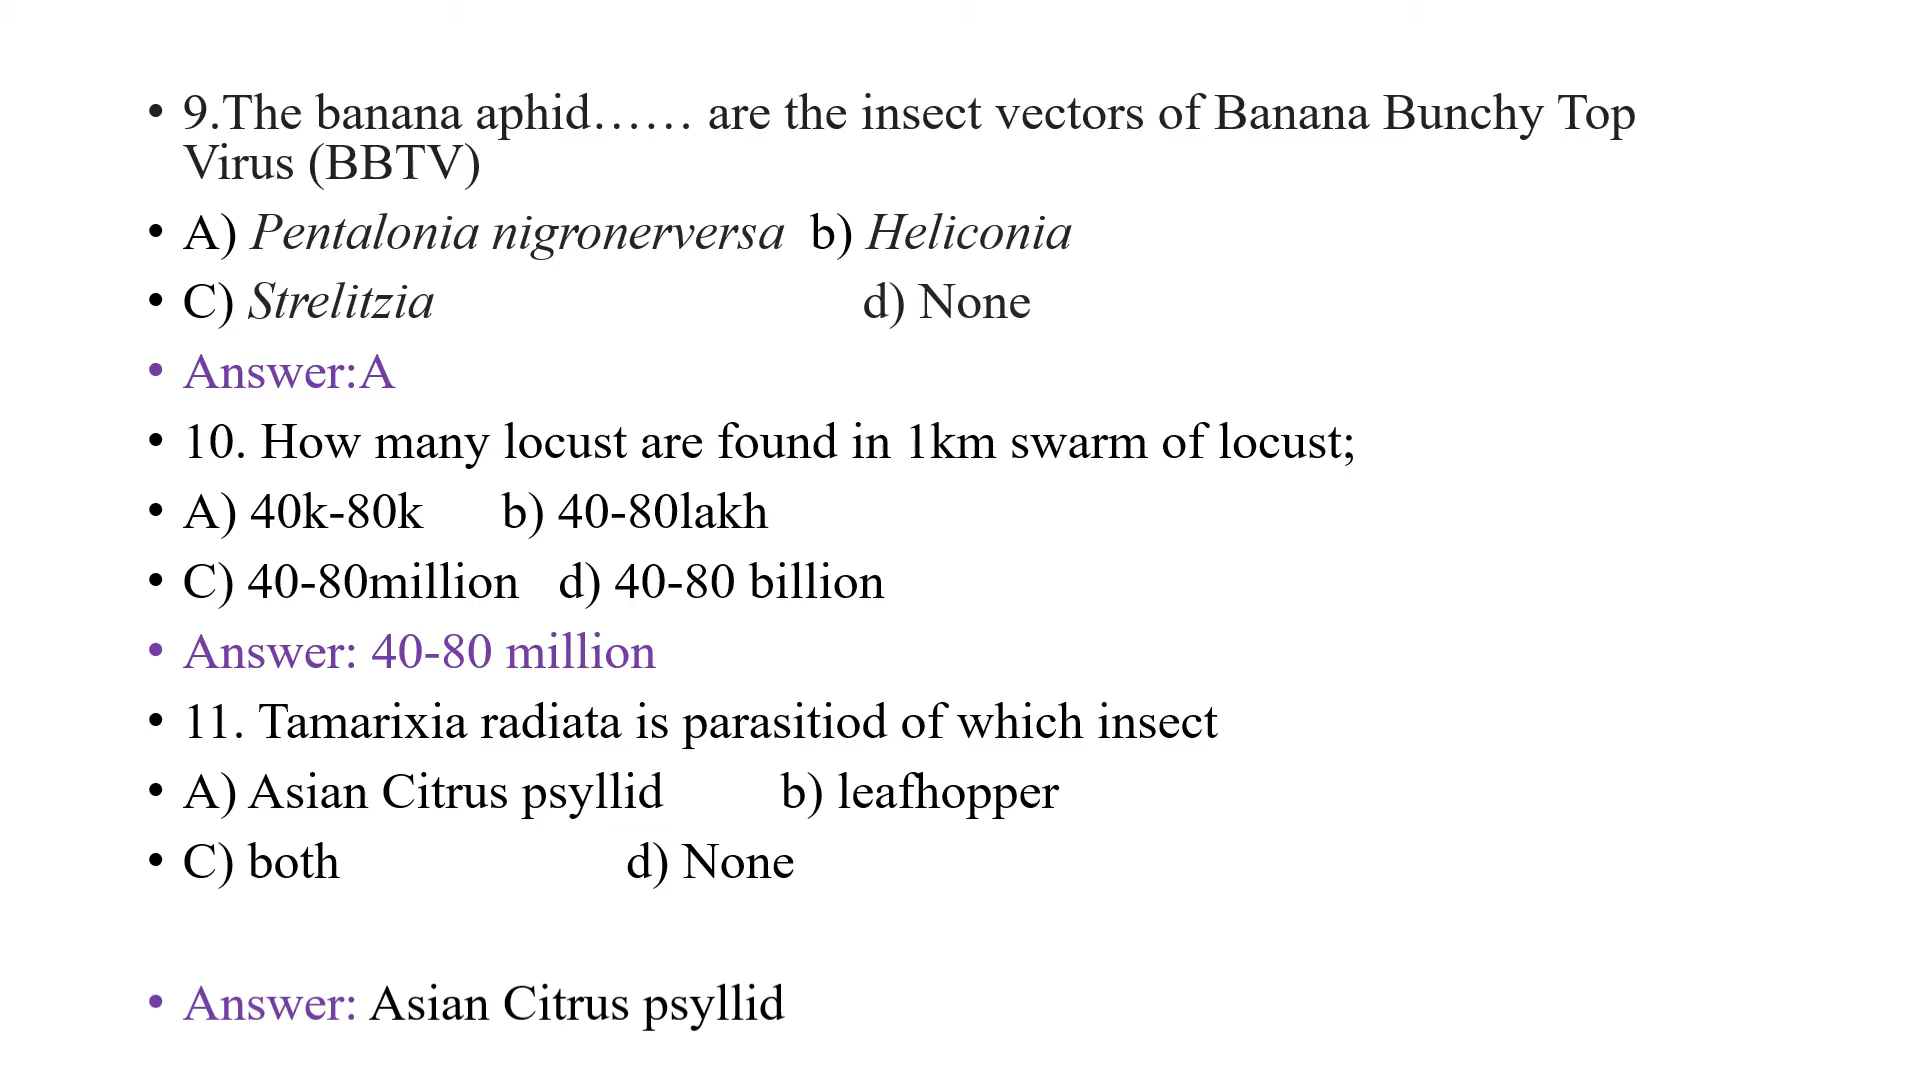 • 9.The banana aphid…… are the insect vectors of Banana Bunchy Top
Virus (BBTV)
• A) Pentalonia nigronerversa b) Heliconia
• C) Strelitzia d) None
• Answer:A
• 10. How many locust are found in 1km swarm of locust;
• A) 40k-80k b) 40-80lakh
• C) 40-80million d) 40-80 billion
• Answer: 40-80 million
• 11. Tamarixia radiata is parasitiod of which insect
• A) Asian Citrus psyllid b) leafhopper
• C) both d) None
• Answer: Asian Citrus psyllid